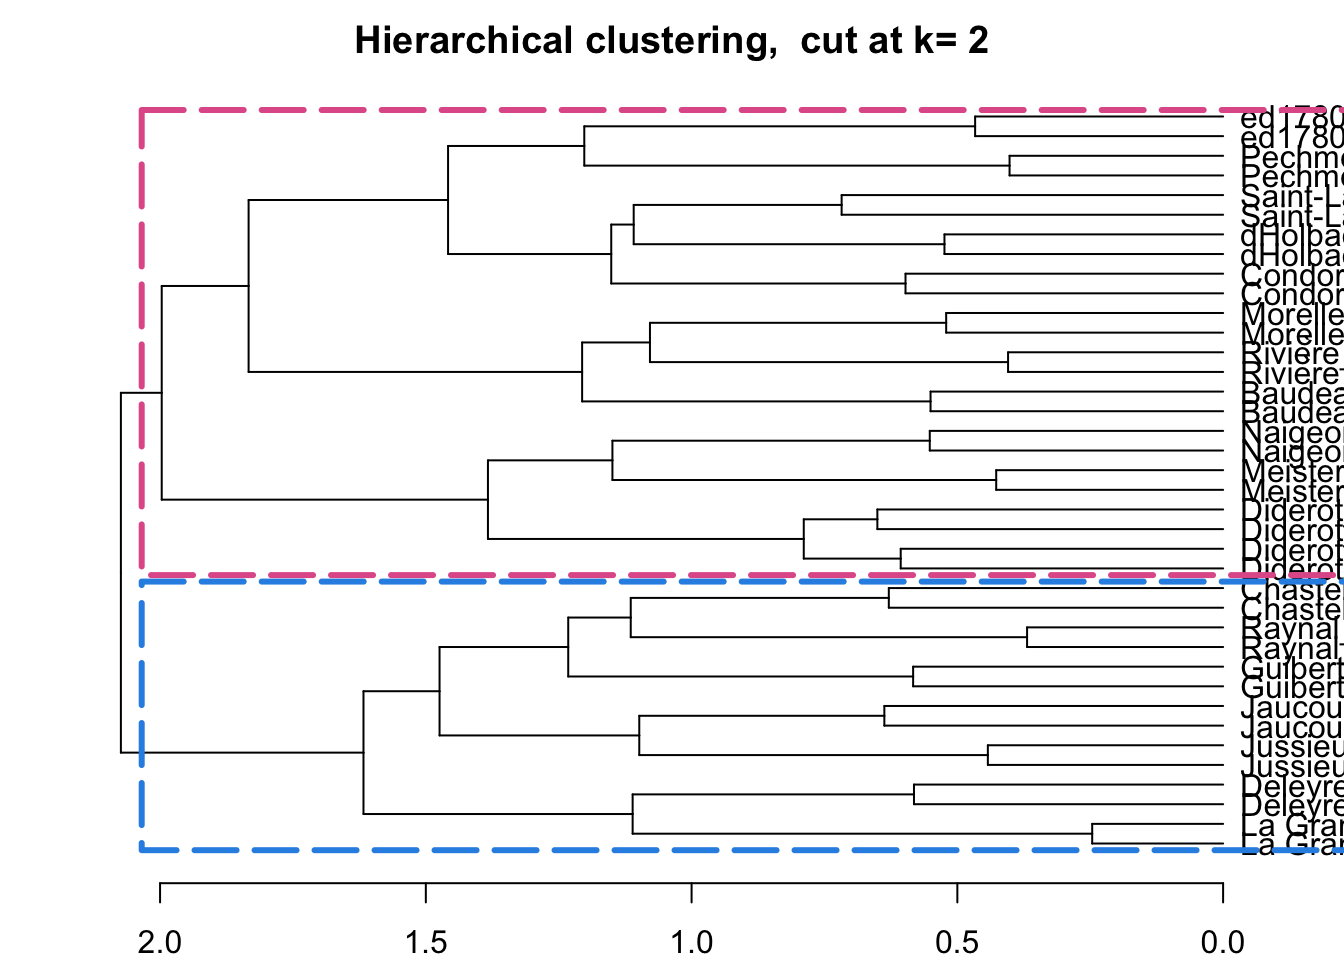 Hierarchical clustering,  cut at k= 2
ed1780
ed1780
Pechme
Pechme
Saint-La
Saint-La
dHolbac
dHolbac
Condor
Condor
Morelle
Morelle
Riviere
Riviere
Baudea
Baudea
Naigeon
Naigeon
Meister
Meister
Diderot
Diderot
Diderot
Diderot
Chastel
Chastel
Raynal
Raynal
Guibert
Guibert
Jaucou
Jaucou
Jussieu
Jussieu
Deleyre
Deleyre
La Gran
La Gran
2.0 1.5 1.0 0.5 0.0